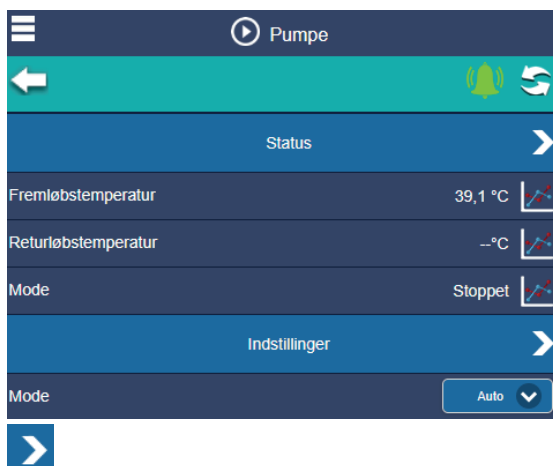 Pumpe
Status
Fremløbstemperatur 39,1 °C
Returløbstemperatur --°C
Mode Stoppet
Indstillinger
Mode Auto